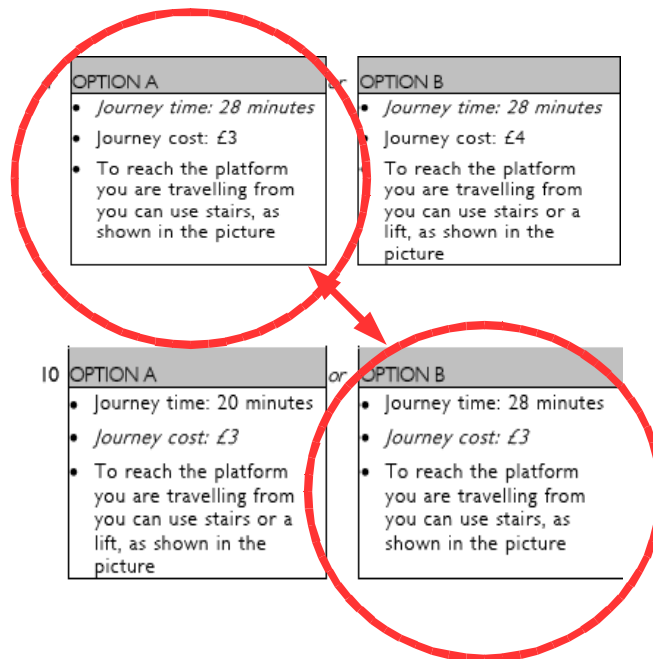 OPTION A
or
OPTION B
• Journey time: 28 minutes
• Journey cost: £3
• To reach the platform
you are travelling from
you can use stairs, as
shown in the picture
• Journey time: 28 minutes
• Journey cost: £4
• To reach the platform
you are travelling from
you can use stairs or a
lift, as shown in the
picture
10
OPTION A
or
OPTION B
• Journey time: 20 minutes
• Journey cost: £3
• To reach the platform
you are travelling from
you can use stairs or a
lift, as shown in the
picture
• Journey time: 28 minutes
• Journey cost: £3
• To reach the platform
you are travelling from
you can use stairs, as
shown in the picture